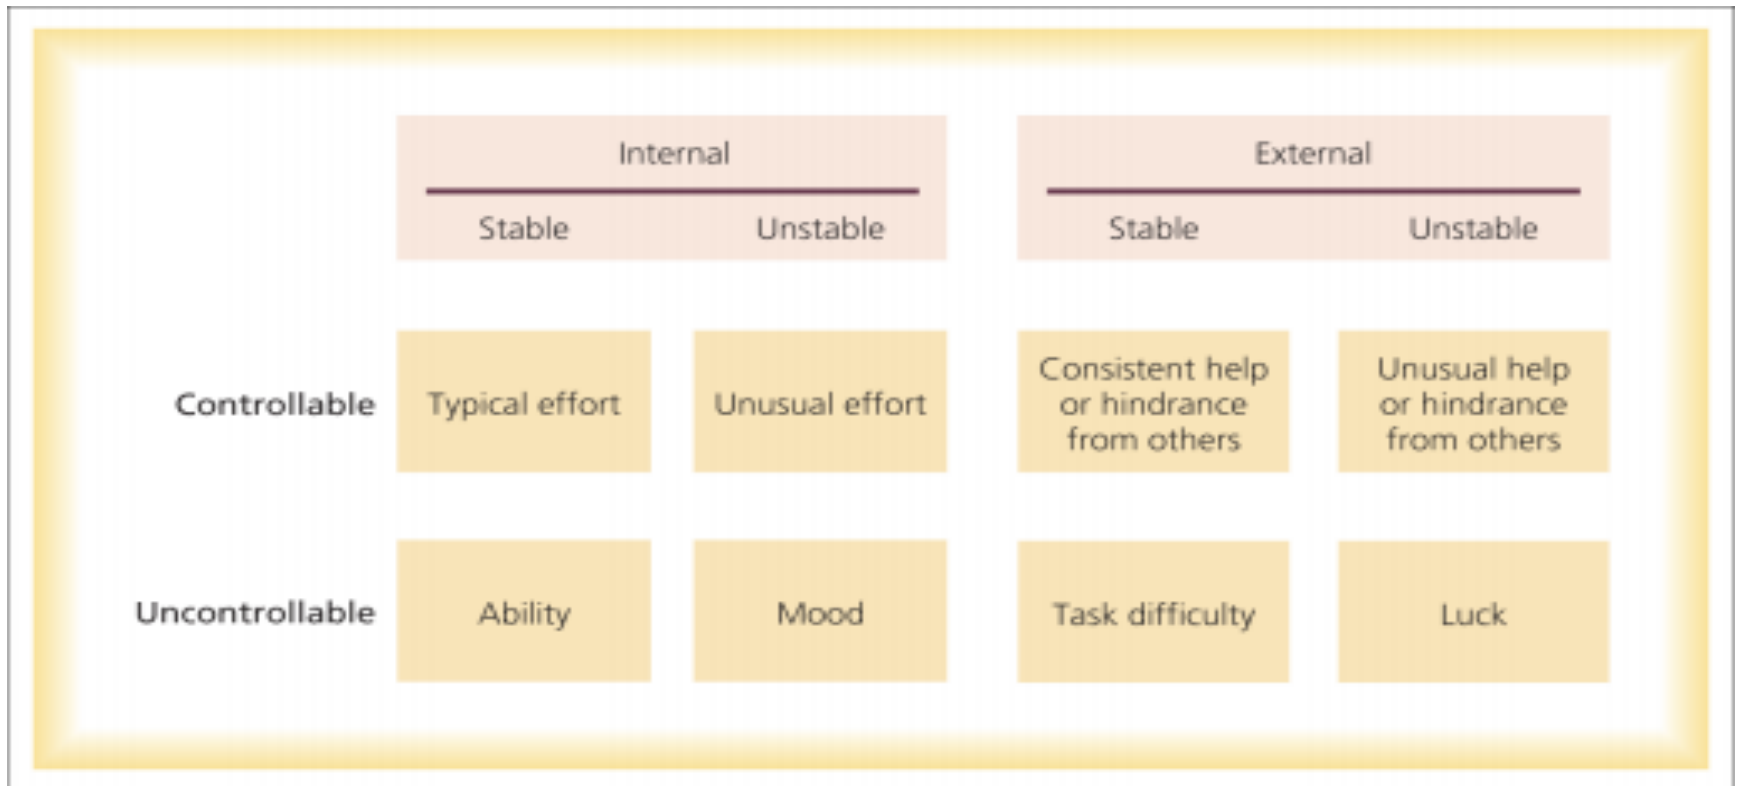 Internal
External
Stable
Unstable
Stable
Unstable
Controllable
Typical effort
Unusual effort
Consistent help
or hindrance
from others
Unusual help
or hindrance
from others
Uncontrollable
Ability
Mood
Task difficulty
Luck